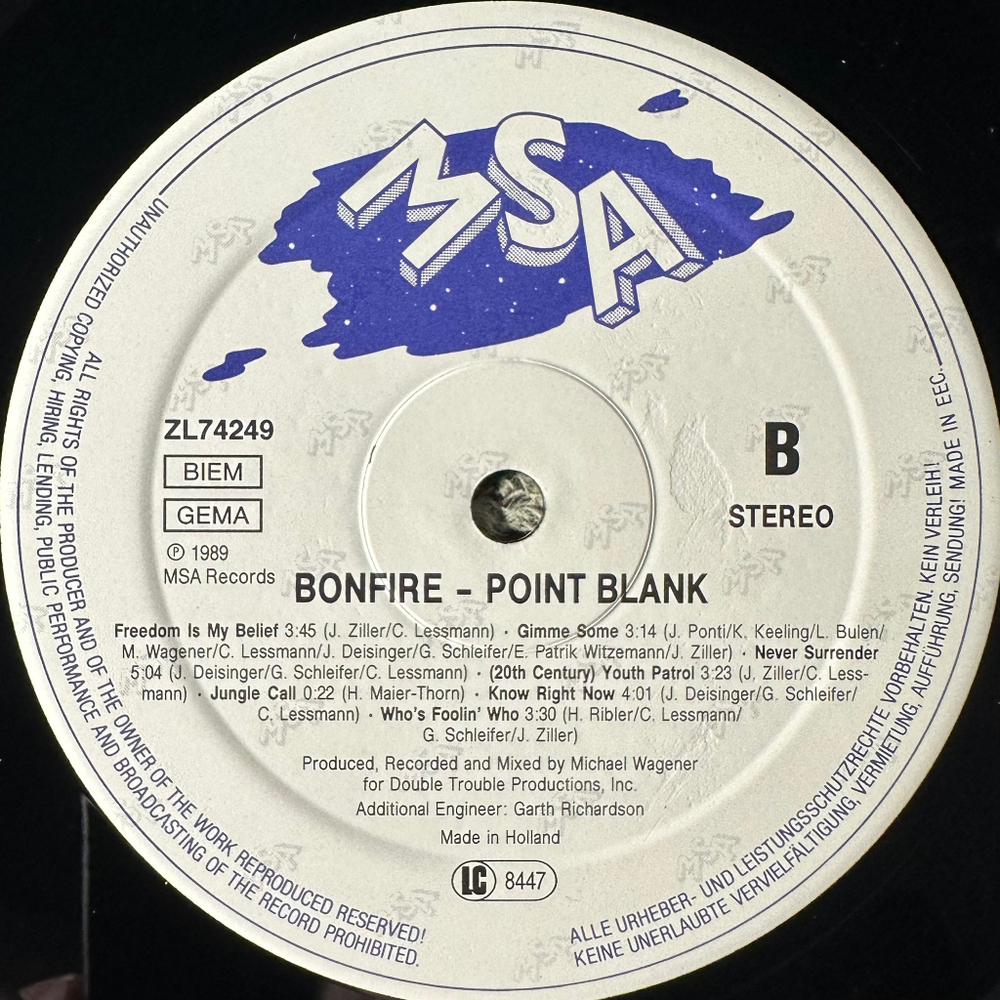 MSA
ZL74249
BIEM
GEMA
℗ 1989
MSA Records
B
STEREO
BONFIRE – POINT BLANK
Freedom Is My Belief 3:45 (J. Ziller/C. Lessmann) · Gimme Some 3:14 (J. Ponti/K. Keeling/L. Bulen/
M. Wagener/C. Lessmann/J. Deisinger/G. Schleifer/E. Patrik Witzemann/J. Ziller) · Never Surrender
5:04 (J. Deisinger/G. Schleifer/C. Lessmann) · (20th Century) Youth Patrol 3:23 (J. Ziller/C. Less-
mann) · Jungle Call 0:22 (H. Maier-Thorn) · Know Right Now 4:01 (J. Deisinger/G. Schleifer/
C. Lessmann) · Who's Foolin' Who 3:30 (H. Ribler/C. Lessmann/
G. Schleifer/J. Ziller)
Produced, Recorded and Mixed by Michael Wagener
for Double Trouble Productions, Inc.
Additional Engineer: Garth Richardson
Made in Holland
LC 8447
ALL RIGHTS OF THE PRODUCER AND OF THE OWNER OF THE WORK REPRODUCED RESERVED!
UNAUTHORIZED COPYING, HIRING, LENDING, PUBLIC PERFORMANCE AND BROADCASTING OF THE RECORD PROHIBITED.
ALLE URHEBER- UND LEISTUNGSSCHUTZRECHTE VORBEHALTEN. KEIN VERLEIH!
KEINE UNERLAUBTE VERVIELFÄLTIGUNG, VERMIETUNG, AUFFÜHRUNG, SENDUNG! MADE IN EEC.